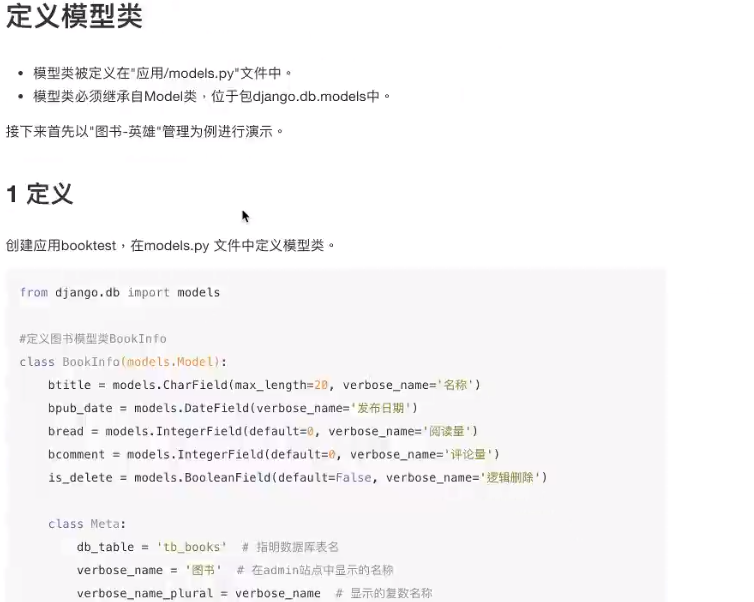 定义模型类
• 模型类被定义在"应用/models.py"文件中。
• 模型类必须继承自Model类，位于包django.db.models中。
接下来首先以"图书-英雄"管理为例进行演示。
1 定义
创建应用booktest，在models.py 文件中定义模型类。
from django.db import models
#定义图书模型类BookInfo
class BookInfo(models.Model):
    btitle = models.CharField(max_length=20, verbose_name='名称')
    bpub_date = models.DateField(verbose_name='发布日期')
    bread = models.IntegerField(default=0, verbose_name='阅读量')
    bcomment = models.IntegerField(default=0, verbose_name='评论量')
    is_delete = models.BooleanField(default=False, verbose_name='逻辑删除')
    class Meta:
        db_table = 'tb_books'  # 指明数据库表名
        verbose_name = '图书'  # 在admin站点中显示的名称
        verbose_name_plural = verbose_name  # 显示的复数名称